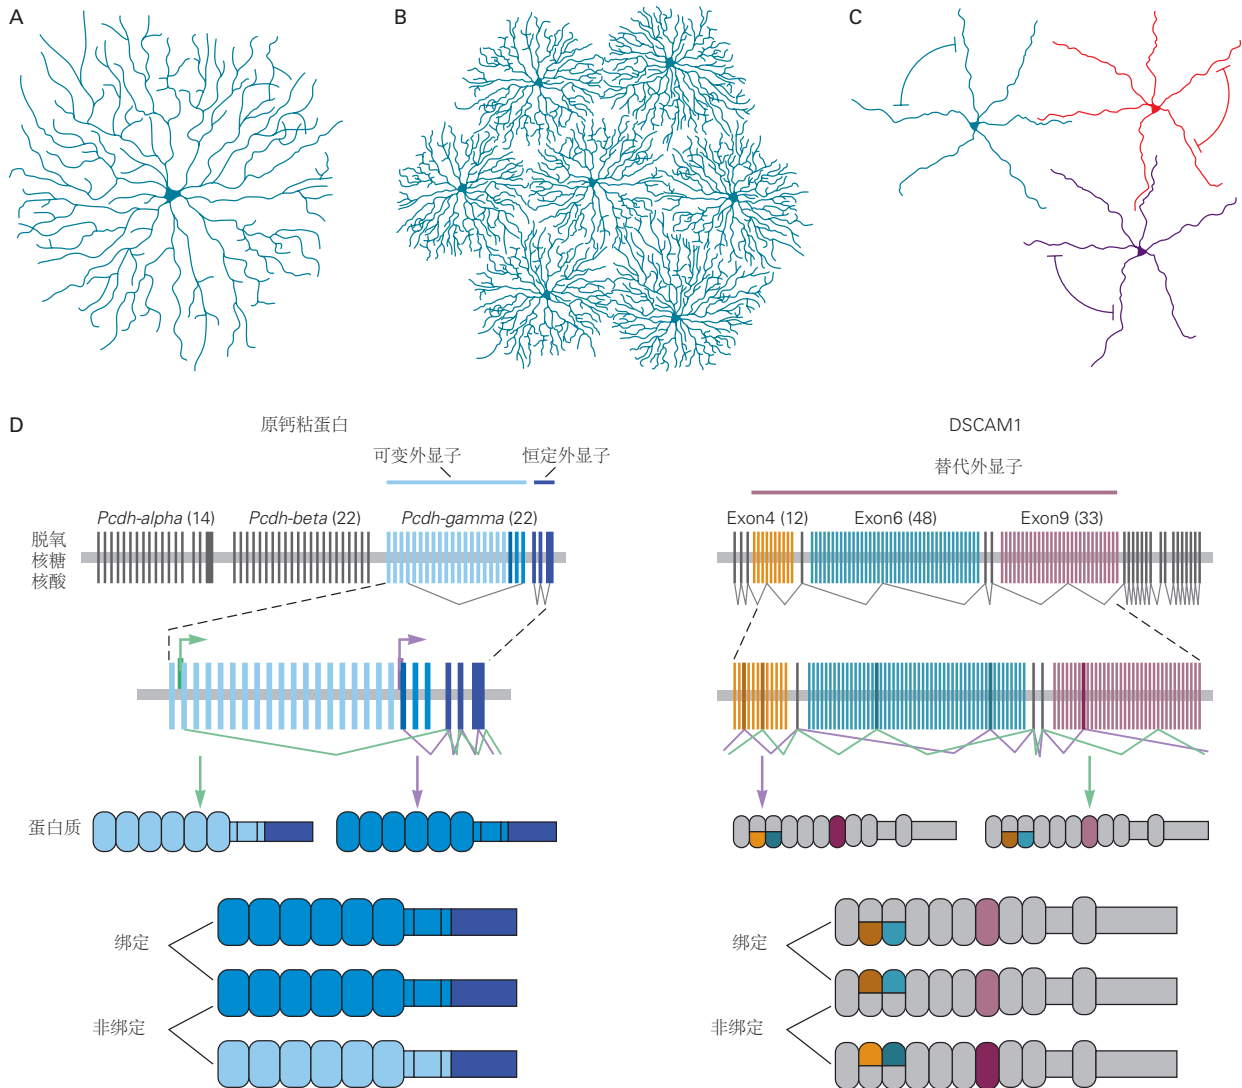 A
B
C
D
原钙粘蛋白
DSCAM1
可变外显子
恒定外显子
替代外显子
Pcdh-alpha (14)
Pcdh-beta (22)
Pcdh-gamma (22)
Exon4 (12)
Exon6 (48)
Exon9 (33)
脱氧
核糖
核酸
蛋白质
绑定
非绑定
绑定
非绑定